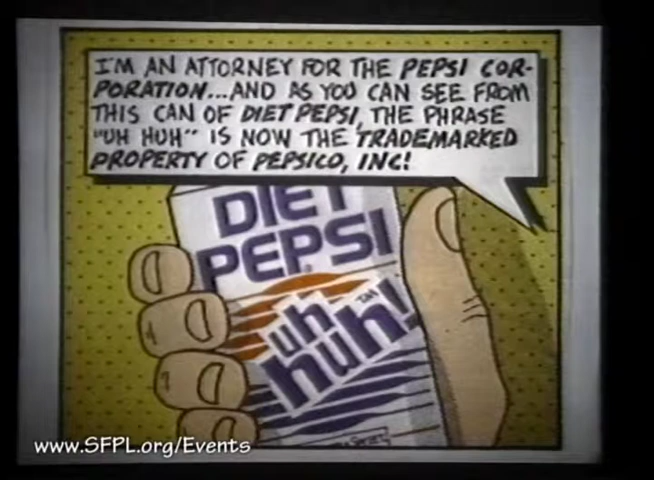 I'M AN ATTORNEY FOR THE PEPSI COR-
PORATION...AND AS YOU CAN SEE FROM
THIS CAN OF DIET PEPSI, THE PHRASE
"UH HUH" IS NOW THE TRADEMARKED
PROPERTY OF PEPSICO, INC!
DIET
PEPSI
uh
huh!™
www.SFPL.org/Events